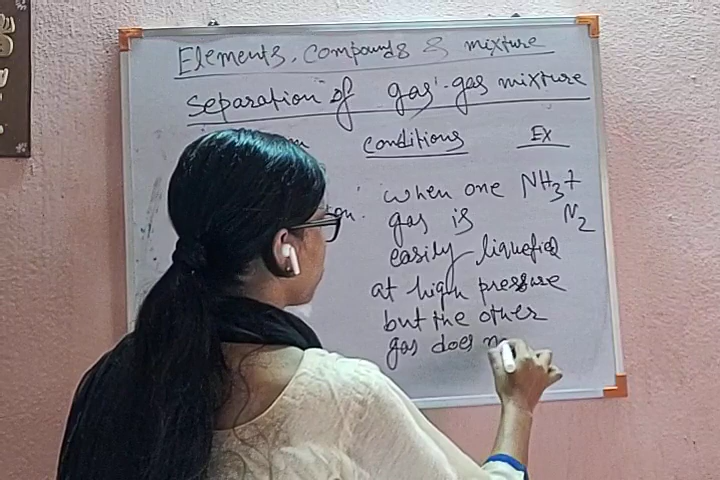 Elements, compounds & mixture
separation of gas-gas mixture
conditions Ex
when one NH3+
gas is N2
easily liquefied
at high pressure
but the other
gas does n